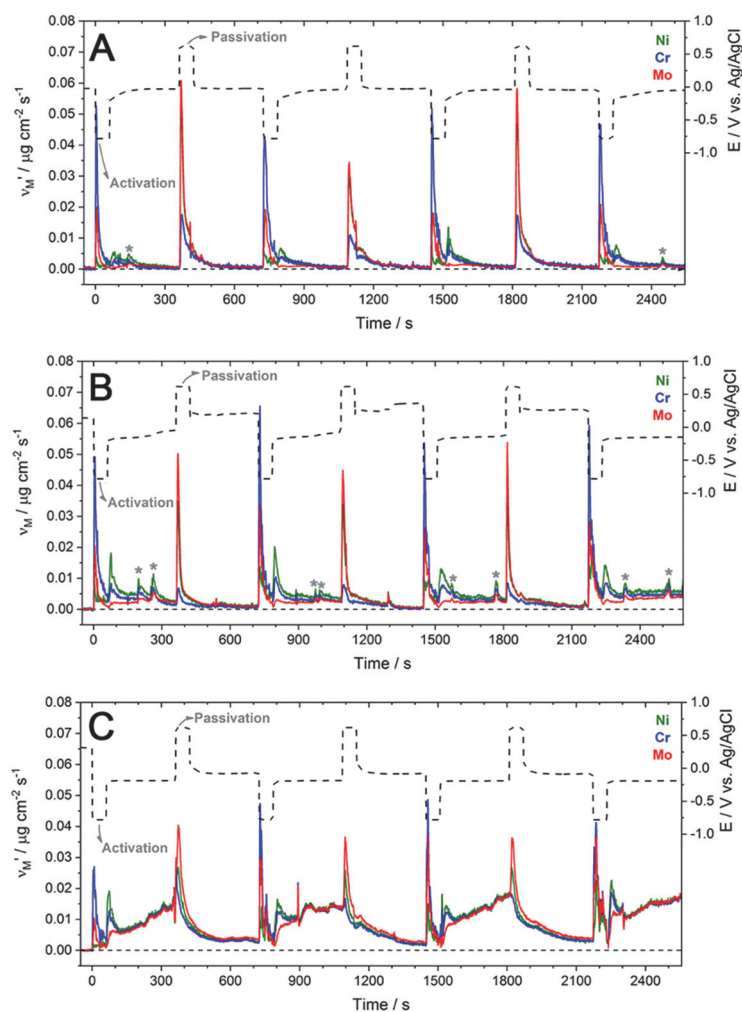 A
Passivation
Activation
Ni
Cr
Mo
*
*
0.08
0.07
0.06
0.05
0.04
0.03
0.02
0.01
0.00
νM' / µg cm-2 s-1
1.0
0.5
0.0
-0.5
-1.0
E / V vs. Ag/AgCl
0 300 600 900 1200 1500 1800 2100 2400
Time / s
B
Passivation
Activation
Ni
Cr
Mo
* * ** * * * *
0.08
0.07
0.06
0.05
0.04
0.03
0.02
0.01
0.00
νM / µg cm-2 s-1
1.0
0.5
0.0
-0.5
-1.0
E / V vs. Ag/AgCl
0 300 600 900 1200 1500 1800 2100 2400
Time / s
C
Passivation
Activation
Ni
Cr
Mo
0.08
0.07
0.06
0.05
0.04
0.03
0.02
0.01
0.00
νM' / µg cm-2 s-1
1.0
0.5
0.0
-0.5
-1.0
E / V vs. Ag/AgCl
0 300 600 900 1200 1500 1800 2100 2400
Time / s